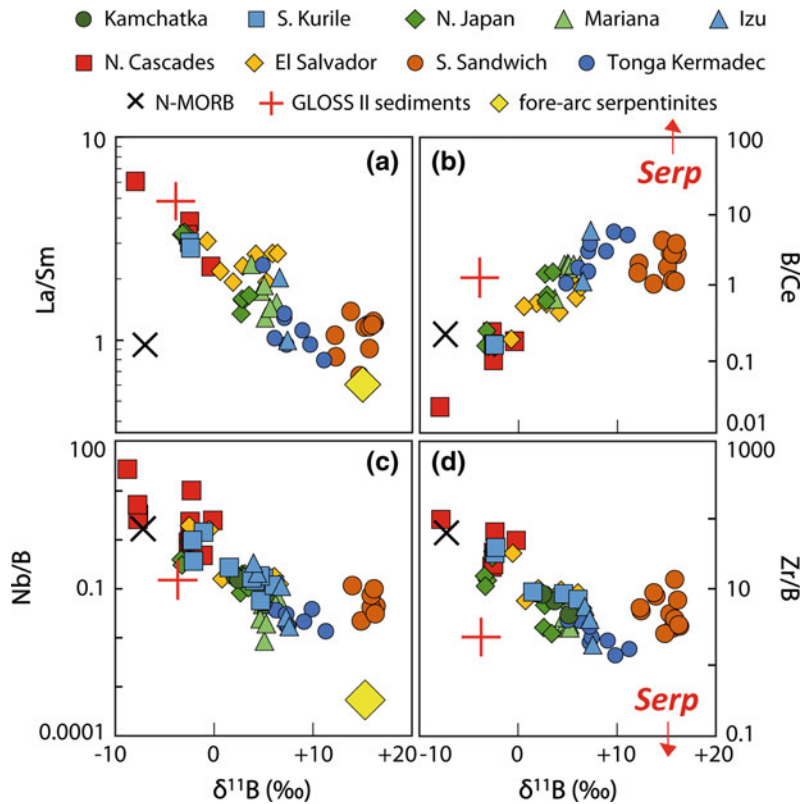 Kamchatka S. Kurile N. Japan Mariana Izu
N. Cascades El Salvador S. Sandwich Tonga Kermadec
N-MORB GLOSS II sediments fore-arc serpentinites
10 (a) (b) 100
Serp
La/Sm 10 B/Ce
1
1 0.1
0.01
100 (c) (d) 1000
Nb/B 0.1 10 Zr/B
Serp
0.0001 0.1
-10 0 +10 +20 0 +10 +20
δ¹¹B (‰) δ¹¹B (‰)